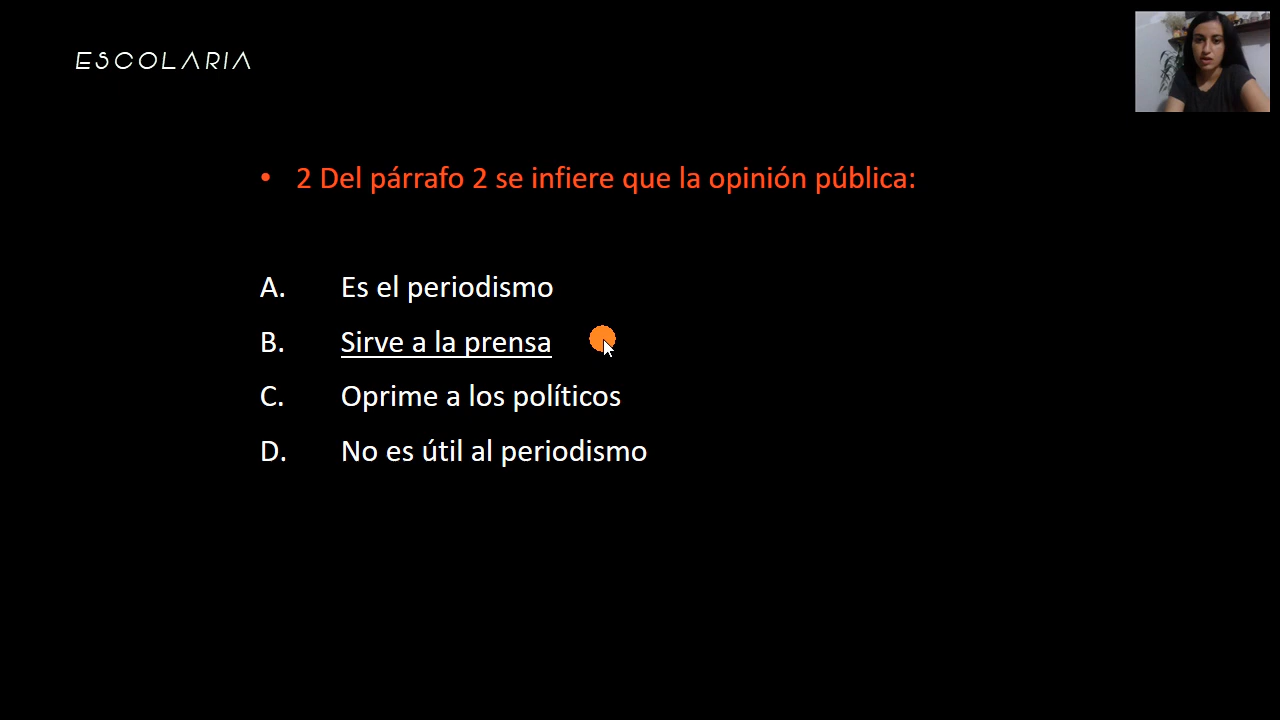 ESCOLARIA
• 2 Del párrafo 2 se infiere que la opinión pública:
A. Es el periodismo
B. Sirve a la prensa
C. Oprime a los políticos
D. No es útil al periodismo